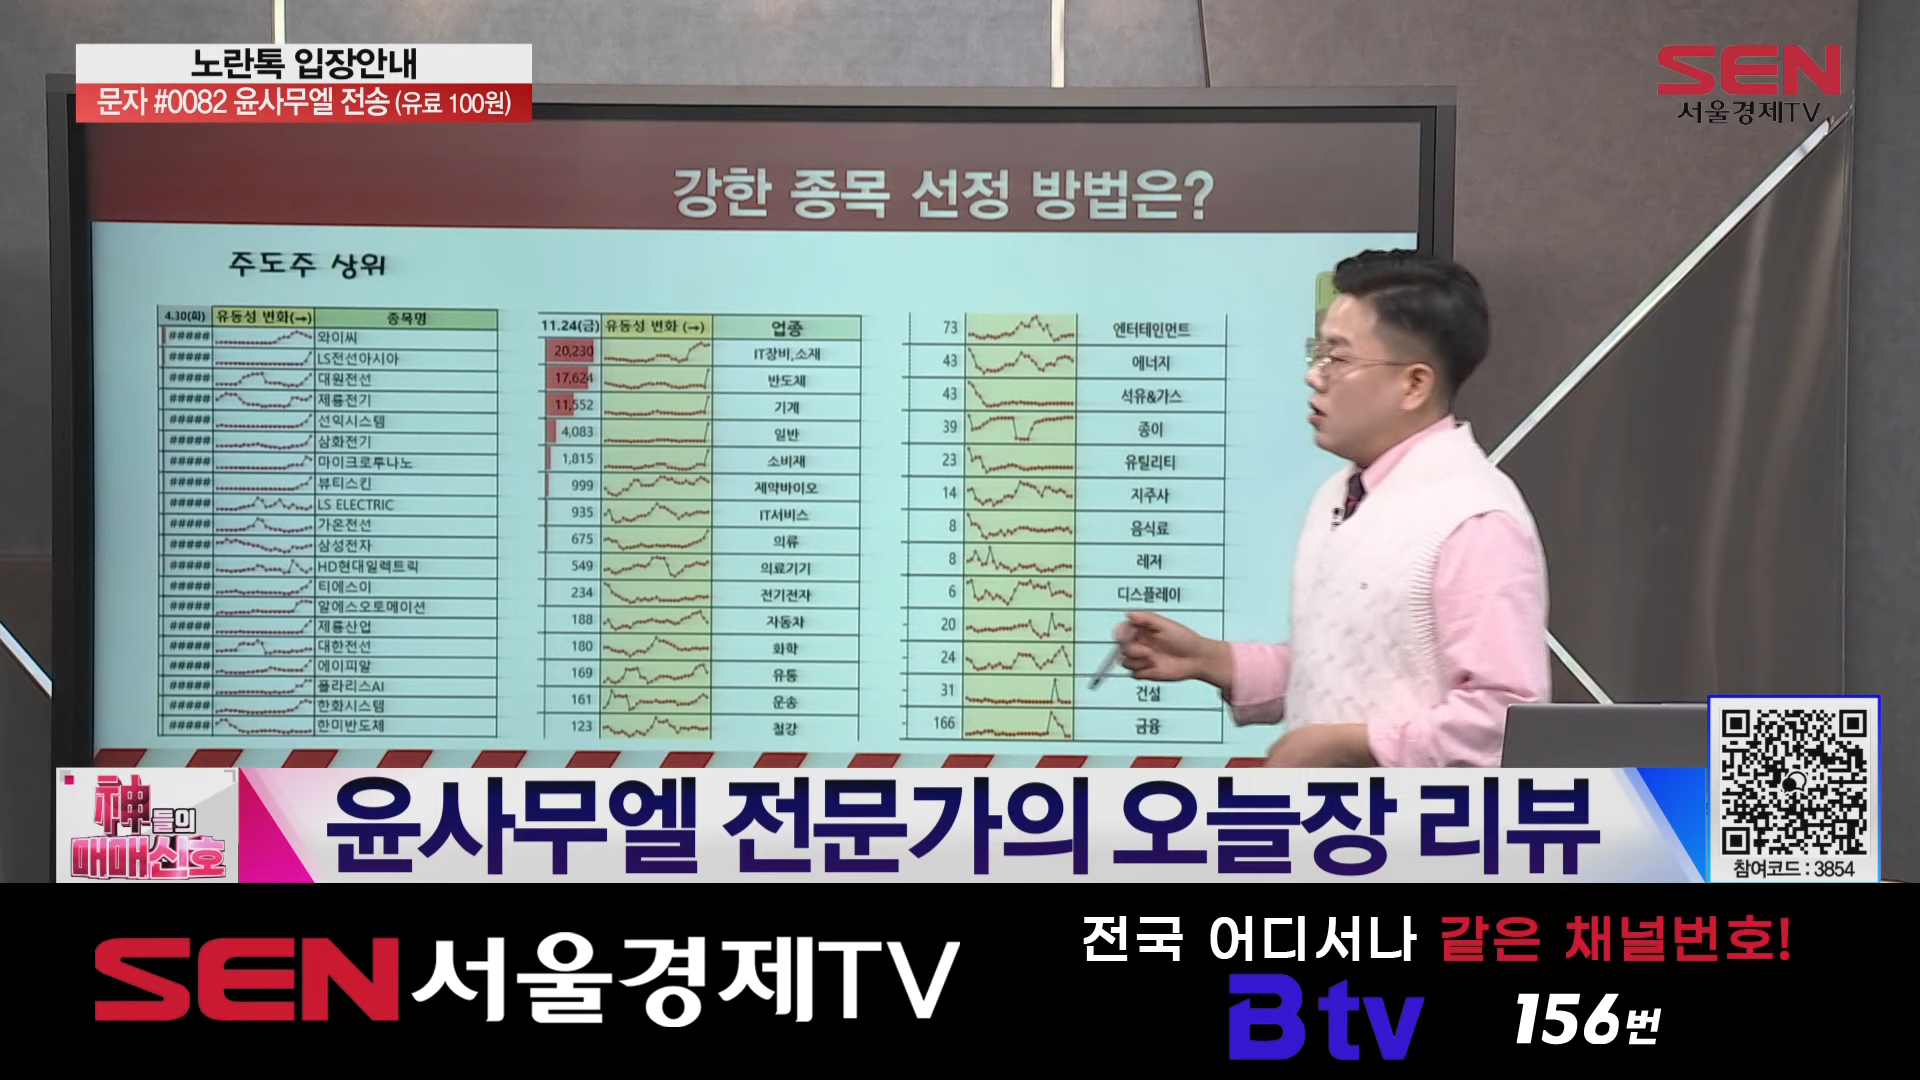 노란톡 입장안내
문자 #0082 윤사무엘 전송 (유료 100원)
SEN
서울경제TV
강한 종목 선정 방법은?
주도주 상위
4.30(화) 유동성 변화(→) 종목명
##### 와이씨
##### LS전선아시아
##### 대원전선
##### 제룡전기
##### 선익시스템
##### 삼화전기
##### 마이크로투나노
##### 뷰티스킨
##### LS ELECTRIC
##### 가온전선
##### 삼성전자
##### HD현대일렉트릭
##### 티에스이
##### 알에스오토메이션
##### 제룡산업
##### 대한전선
##### 에이피알
##### 폴라리스AI
##### 한화시스템
##### 한미반도체
11.24(금) 유동성 변화 (→) 업종
20,230 IT장비,소재
17,624 반도체
11,552 기계
4,083 일반
1,815 소비재
999 제약바이오
935 IT서비스
675 의류
549 의료기기
234 전기전자
188 자동차
180 화학
169 유통
161 운송
123 철강
73 엔터테인먼트
43 에너지
43 석유&가스
39 종이
23 유틸리티
14 지주사
8 음식료
8 레저
6 디스플레이
20
24
31 건설
166 금융
神들의
매매신호
윤사무엘 전문가의 오늘장 리뷰
참여코드 : 3854
SEN서울경제TV
전국 어디서나 같은 채널번호!
B tv 156번